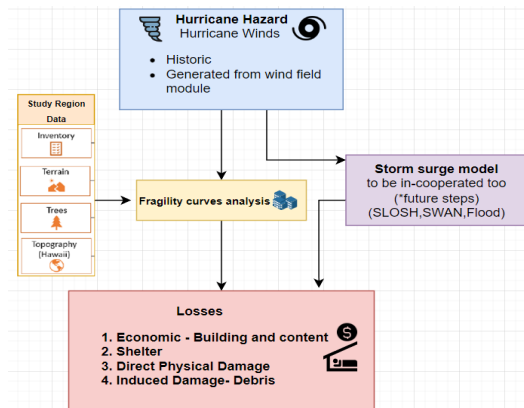 Hurricane Hazard
Hurricane Winds
• Historic
• Generated from wind field
module
Study Region
Data
Inventory
Terrain
Trees
Topography
(Hawaii)
Fragility curves analysis
Storm surge model
to be in-cooperated too
(*future steps)
(SLOSH,SWAN,Flood)
Losses
1. Economic - Building and content
2. Shelter
3. Direct Physical Damage
4. Induced Damage- Debris